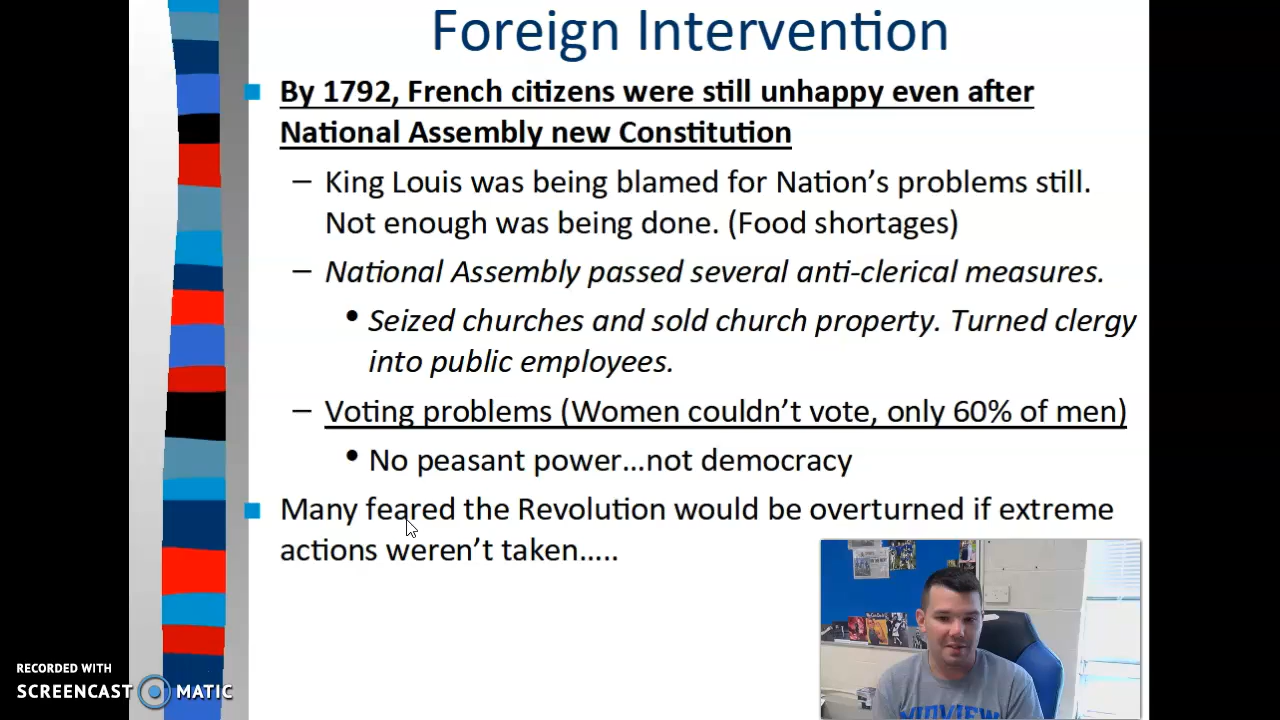 Foreign Intervention
By 1792, French citizens were still unhappy even after
National Assembly new Constitution
– King Louis was being blamed for Nation’s problems still.
Not enough was being done. (Food shortages)
– National Assembly passed several anti-clerical measures.
• Seized churches and sold church property. Turned clergy
into public employees.
– Voting problems (Women couldn’t vote, only 60% of men)
• No peasant power…not democracy
Many feared the Revolution would be overturned if extreme
actions weren’t taken…..
RECORDED WITH
SCREENCAST MATIC